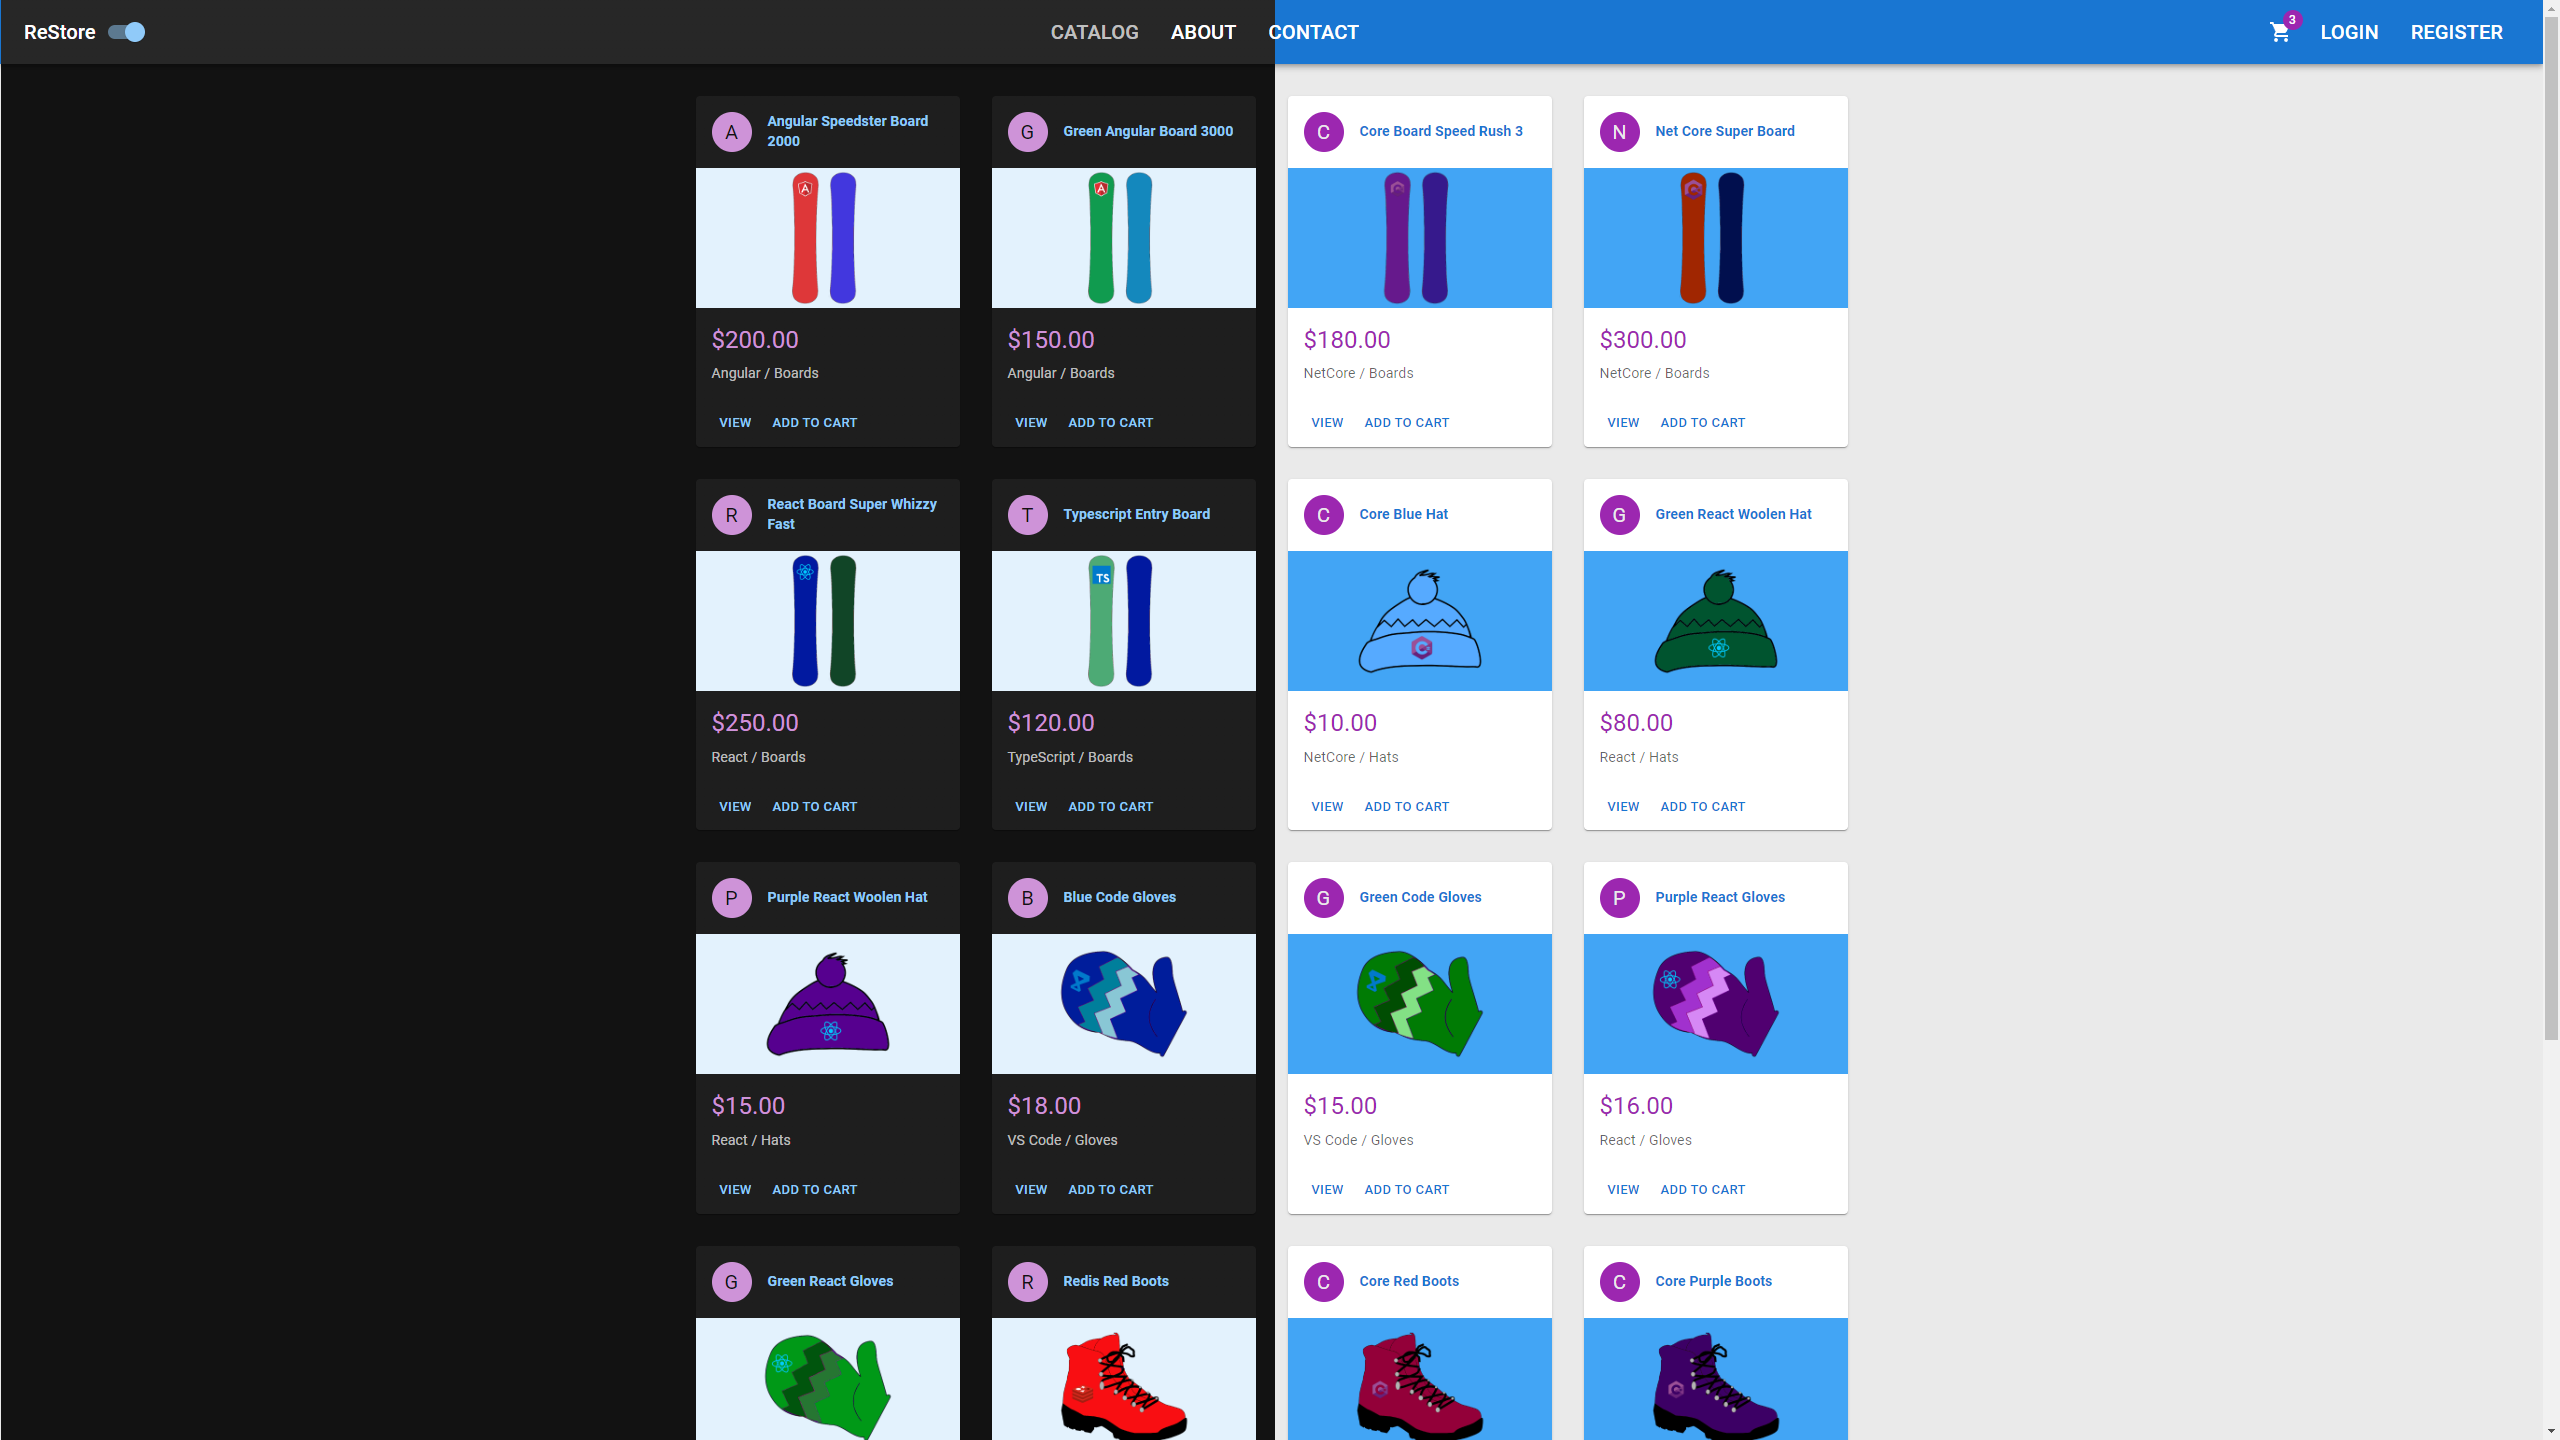 ReStore
CATALOG ABOUT CONTACT
3
LOGIN REGISTER
A
Angular Speedster Board
2000
G
Green Angular Board 3000
C
Core Board Speed Rush 3
N
Net Core Super Board
$200.00
Angular / Boards
VIEW ADD TO CART
$150.00
Angular / Boards
VIEW ADD TO CART
$180.00
NetCore / Boards
VIEW ADD TO CART
$300.00
NetCore / Boards
VIEW ADD TO CART
R
React Board Super Whizzy
Fast
T
Typescript Entry Board
TS
C
Core Blue Hat
G
Green React Woolen Hat
$250.00
React / Boards
VIEW ADD TO CART
$120.00
TypeScript / Boards
VIEW ADD TO CART
$10.00
NetCore / Hats
VIEW ADD TO CART
$80.00
React / Hats
VIEW ADD TO CART
P
Purple React Woolen Hat
B
Blue Code Gloves
G
Green Code Gloves
P
Purple React Gloves
$15.00
React / Hats
VIEW ADD TO CART
$18.00
VS Code / Gloves
VIEW ADD TO CART
$15.00
VS Code / Gloves
VIEW ADD TO CART
$16.00
React / Gloves
VIEW ADD TO CART
G
Green React Gloves
R
Redis Red Boots
C
Core Red Boots
C
Core Purple Boots